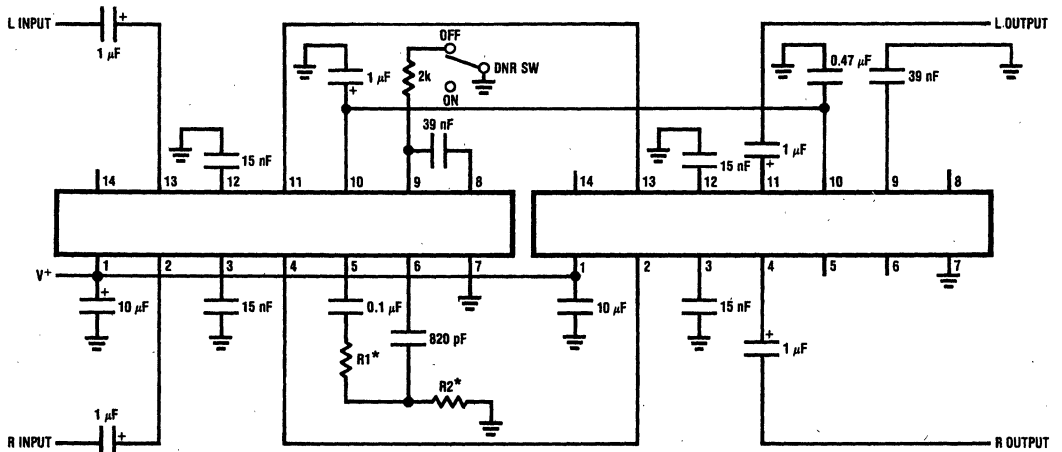 L INPUT
1 μF
+
15 nF
1 μF
+
2k
OFF
DNR SW
ON
39 nF
15 nF
1 μF
+
L OUTPUT
0.47 μF
39 nF
14
13
12
11
10
9
8
14
13
12
11
10
9
8
V+
1
2
3
4
5
6
7
1
2
3
4
5
6
7
+
10 μF
15 nF
0.1 μF
820 pF
10 μF
15 nF
+
1 μF
R1*
R2*
R INPUT
1 μF
+
R OUTPUT